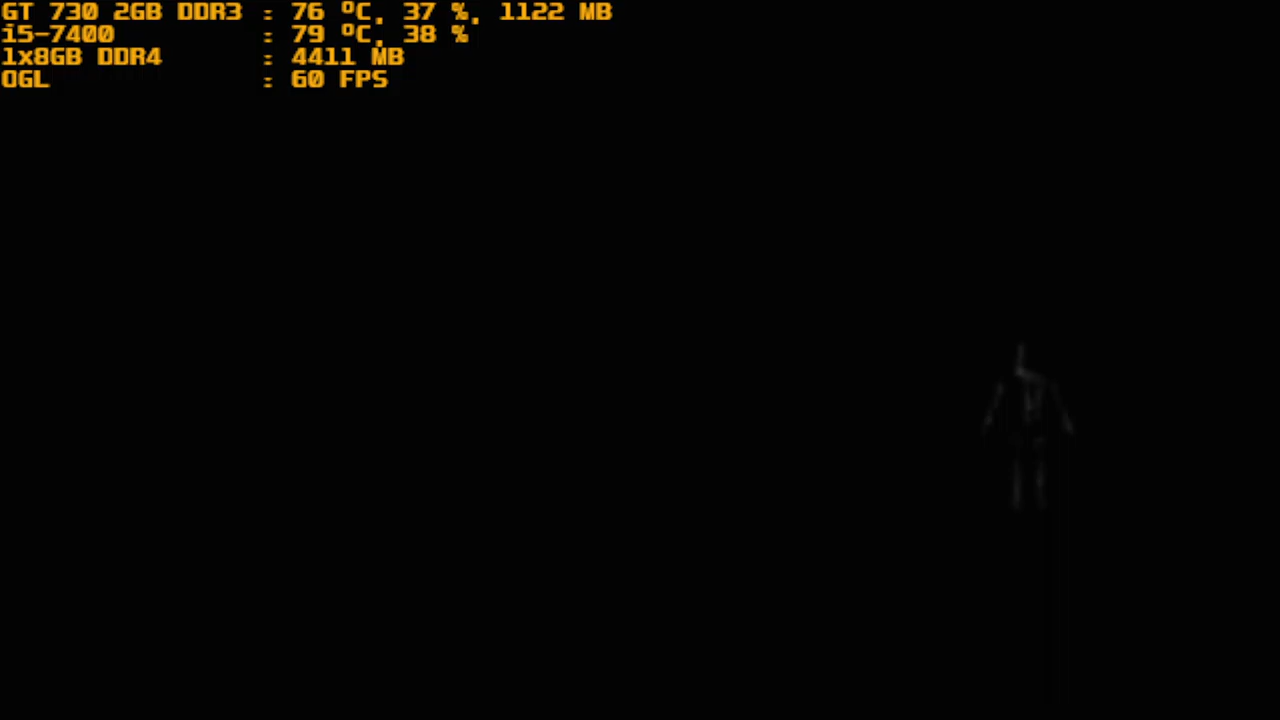 GT 730 2GB DDR3 : 76 ºC, 37 %, 1122 MB
i5-7400 : 79 ºC, 38 %
1x8GB DDR4 : 4411 MB
OGL : 60 FPS